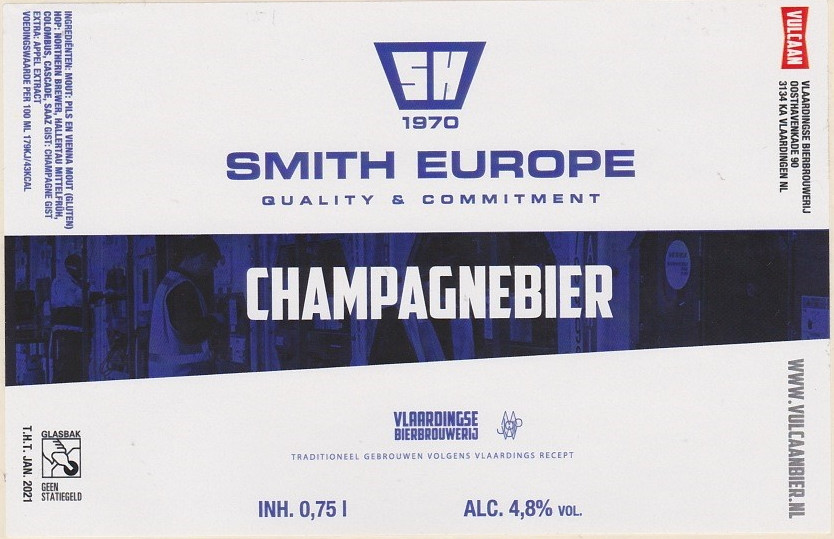 INGREDIËNTEN: MOUT: PILS EN VIENNA MOUT (GLUTEN)
HOP: NORTHERN BREWER, HALLERTAU MITTELFRÜH,
COLOMBUS, CASCADE, SAAZ GIST: CHAMPAGNE GIST
EXTRA: APPEL EXTRACT
VOEDINGSWAARDE PER 100 ML 179KJ/43KCAL
SH
1970
SMITH EUROPE
QUALITY & COMMITMENT
VULCAAN
VLAARDINGSE BIERBROUWERIJ
OOSTHAVENKADE 90
3134 KA VLAARDINGEN NL
CHAMPAGNEBIER
VLAARDINGSE
BIERBROUWERIJ
TRADITIONEEL GEBROUWEN VOLGENS VLAARDINGS RECEPT
T.H.T. JAN. 2021
GLASBAK
GEEN
STATIEGELD
INH. 0,75 l
ALC. 4,8% VOL.
WWW.VULCAANBIER.NL